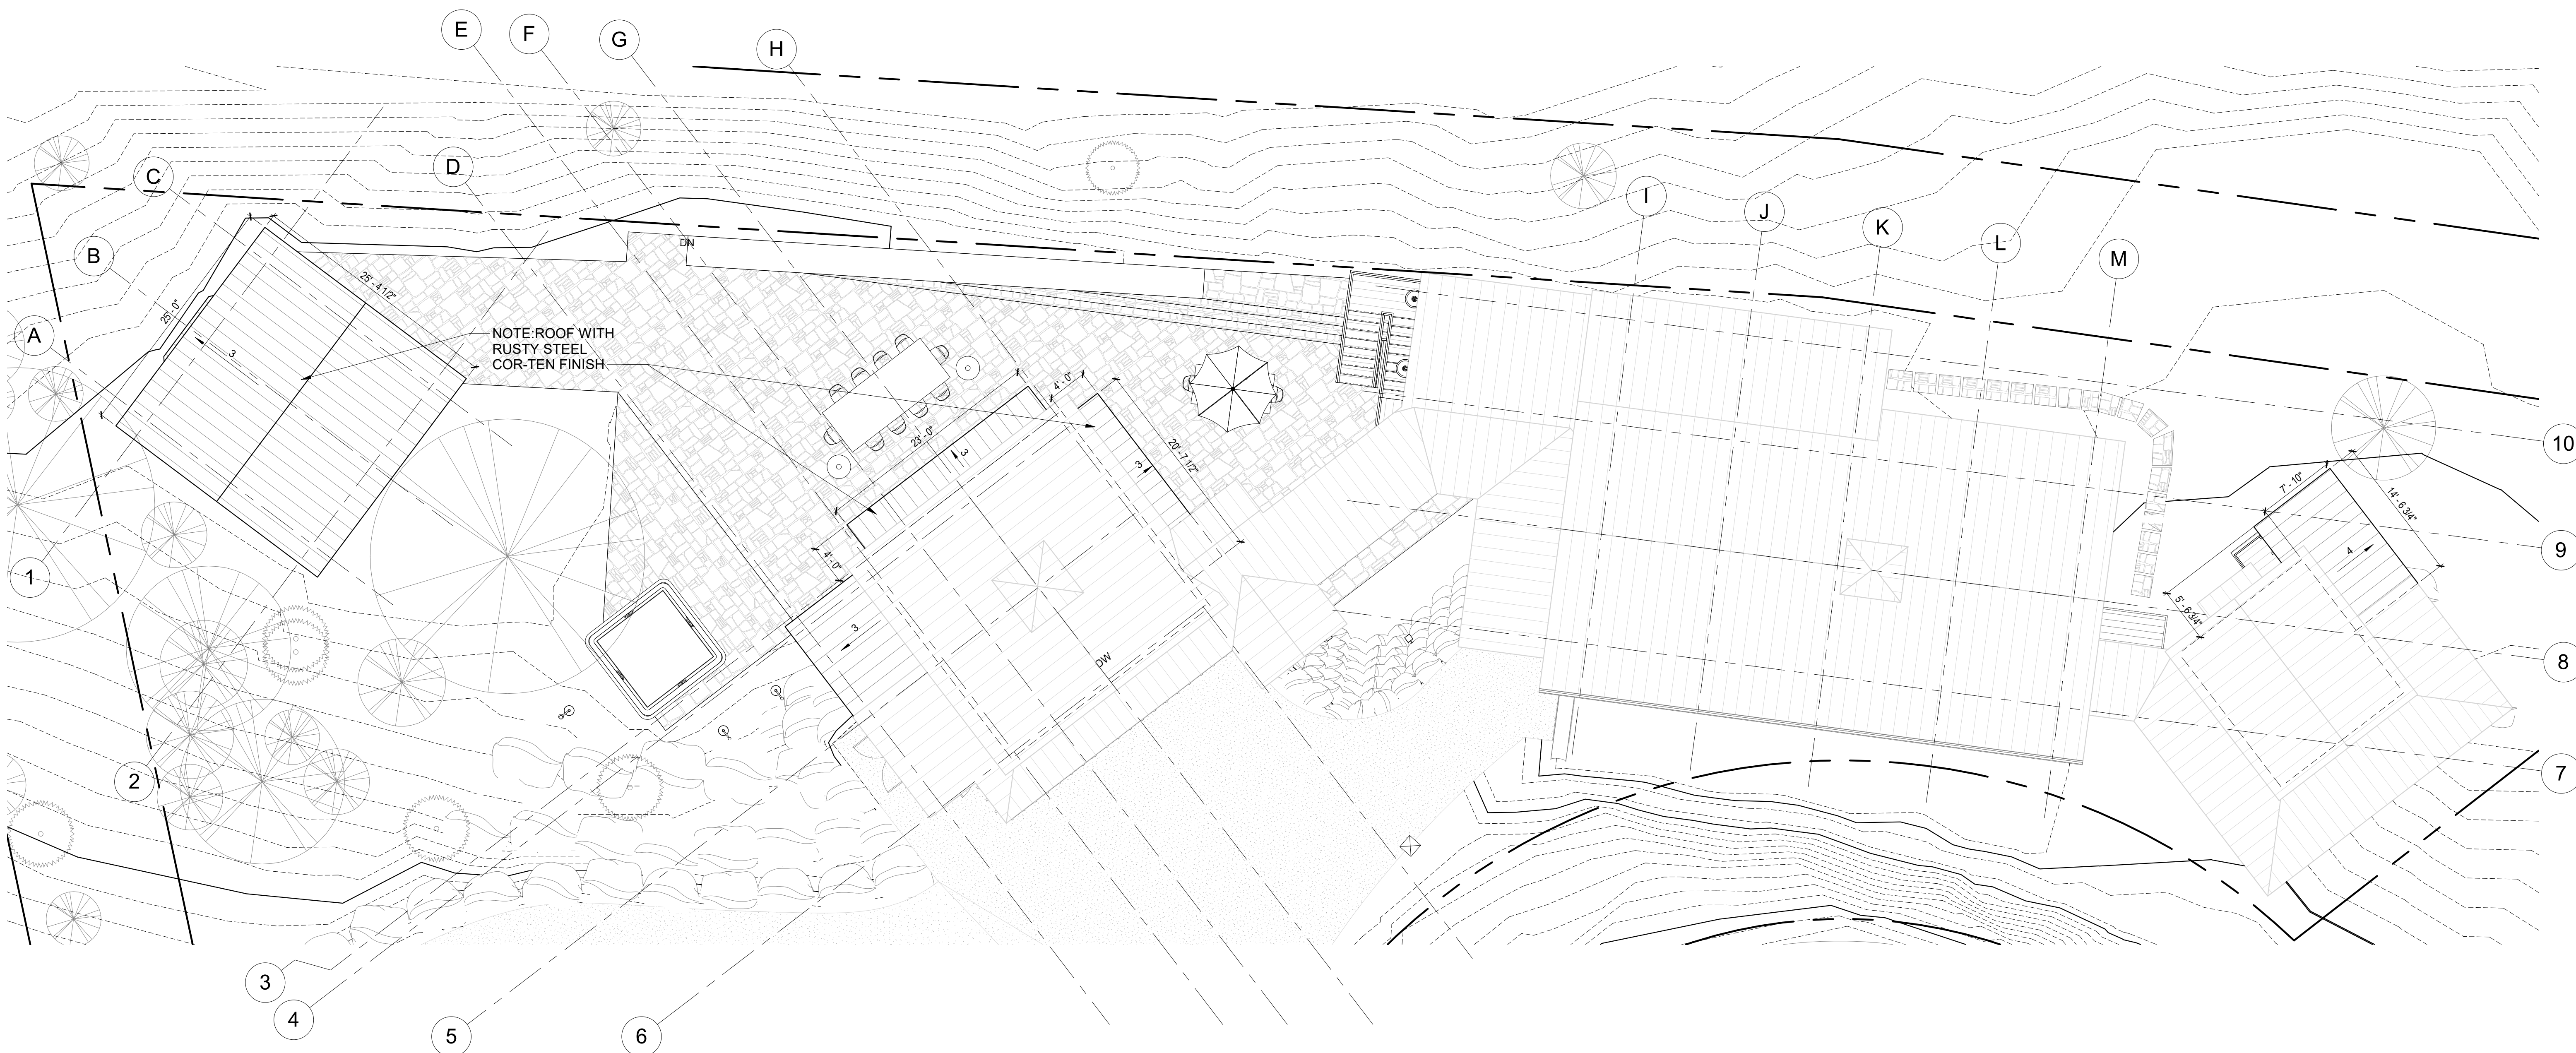 E
F
G
H
C
D
I
J
K
L
M
B
A
DN
25' - 4 1/2"
25' - 0"
3
NOTE:ROOF WITH
RUSTY STEEL
COR-TEN FINISH
4' - 0"
23' - 0"
3
3
20' - 7 1/2"
4' - 0"
3
DW
10
7' - 10"
14' - 6 3/4"
4
9
5' - 6 3/4"
8
7
1
2
3
4
5
6